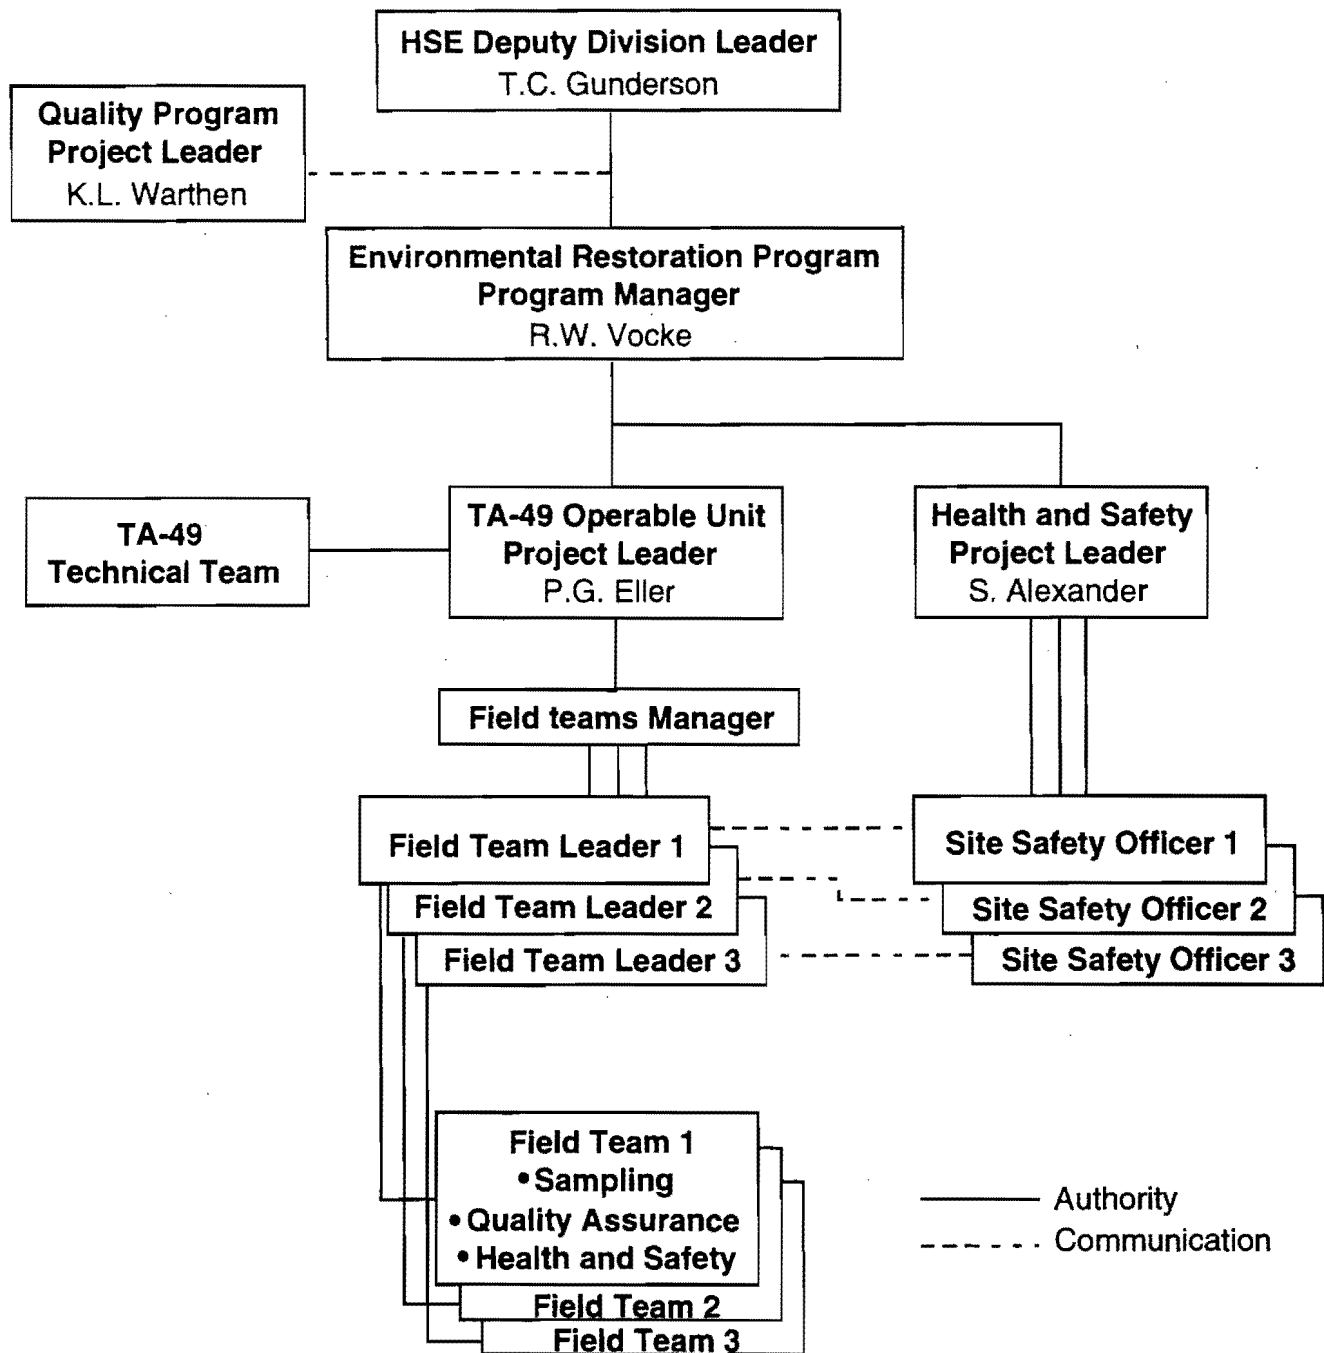 HSE Deputy Division Leader
T.C. Gunderson
Quality Program
Project Leader
K.L. Warthen
Environmental Restoration Program
Program Manager
R.W. Vocke
TA-49
Technical Team
TA-49 Operable Unit
Project Leader
P.G. Eller
Health and Safety
Project Leader
S. Alexander
Field teams Manager
Field Team Leader 1
Field Team Leader 2
Field Team Leader 3
Site Safety Officer 1
Site Safety Officer 2
Site Safety Officer 3
Field Team 1
• Sampling
• Quality Assurance
• Health and Safety
Field Team 2
Field Team 3
Authority
Communication